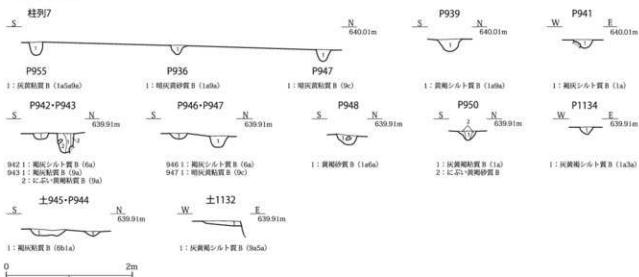 柱列7
S N
640.01m
P955 P936 P947
1：灰黄粘質B（1a5a9a） 1：暗灰黄砂質B（1a9a） 1：暗灰黄粘質B（9c）
P939
S N
640.01m
1：黄褐シルト質B（1a9a）
P941
W E
640.01m
1：褐灰シルト質B（1a）
P942・P943
S N
639.91m
942 1：褐灰シルト質B（6a）
943 1：褐灰粘質B（9a）
2：にぶい黄褐粘質B（9a）
P946・P947
S N
639.91m
946 1：褐灰シルト質B（6a）
947 1：暗灰黄粘質B（9c）
P948
S N
639.91m
1：黄褐砂質B（1a6a）
P950
S N
639.91m
1：灰黄褐粘質B（1a）
2：にぶい黄褐砂質B
P1134
W E
639.91m
1：灰黄褐シルト質B（1a3a）
土945・P944
S N
639.91m
1：褐灰粘質B（6b1a）
土1132
W E
639.91m
1：灰黄褐シルト質B（9a5a）
0 2m